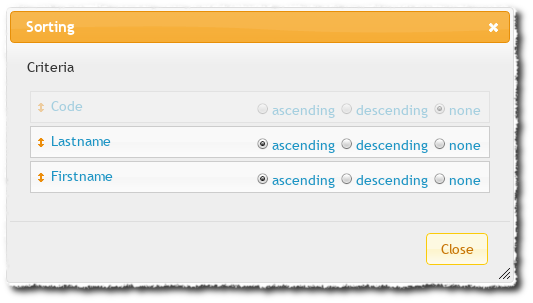 Sorting
Criteria
Code ascending descending none
Lastname ascending descending none
Firstname ascending descending none
Close